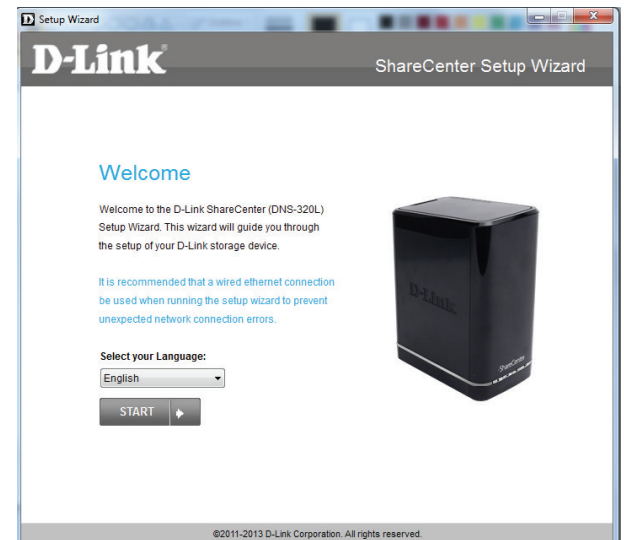 Setup Wizard
D-Link
ShareCenter Setup Wizard
Welcome
Welcome to the D-Link ShareCenter (DNS-320L)
Setup Wizard. This wizard will guide you through
the setup of your D-Link storage device.
It is recommended that a wired ethernet connection
be used when running the setup wizard to prevent
unexpected network connection errors.
D-Link
ShareCenter
Select your Language:
English
START
©2011-2013 D-Link Corporation. All rights reserved.